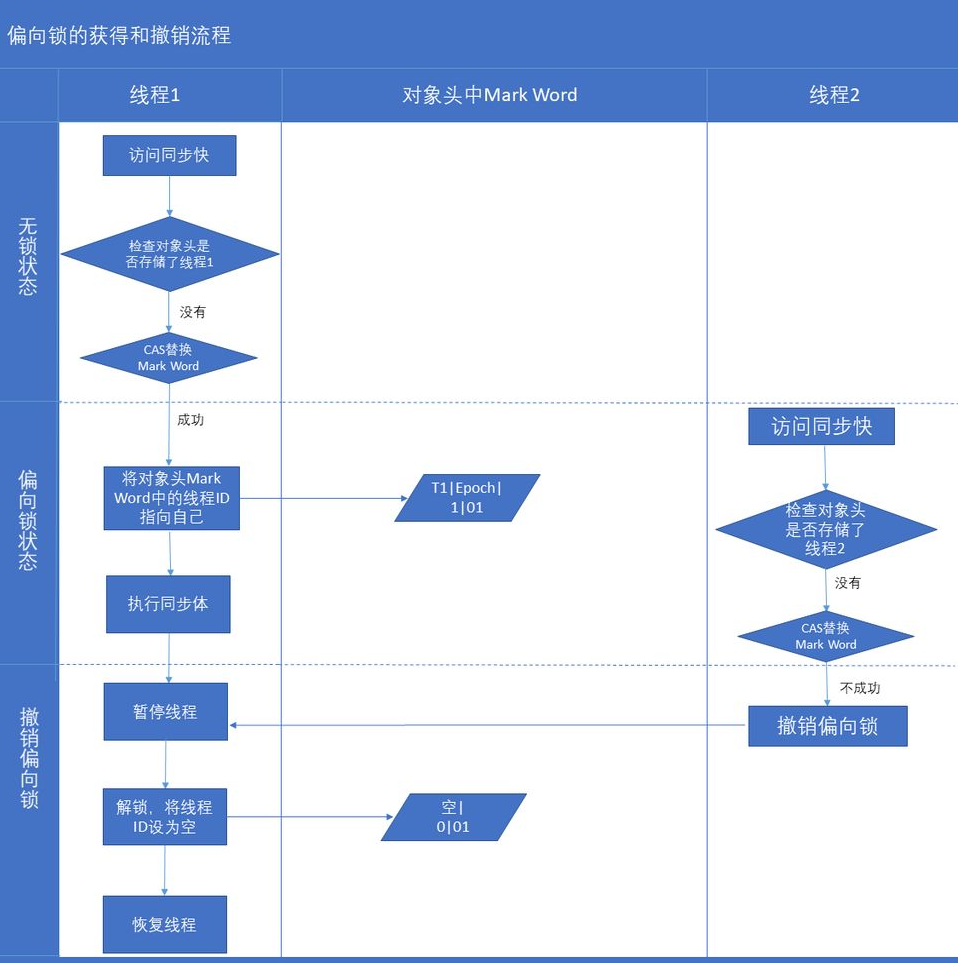 偏向锁的获得和撤销流程
线程1
对象头中Mark Word
线程2
无锁状态
访问同步快
检查对象头是
否存储了线程1
没有
CAS替换
Mark Word
偏向锁状态
成功
将对象头Mark
Word中的线程ID
指向自己
T1|Epoch|
1|01
执行同步体
访问同步快
检查对象头
是否存储了
线程2
没有
CAS替换
Mark Word
撤销偏向锁
不成功
暂停线程
撤销偏向锁
解锁，将线程
ID设为空
空|
0|01
恢复线程